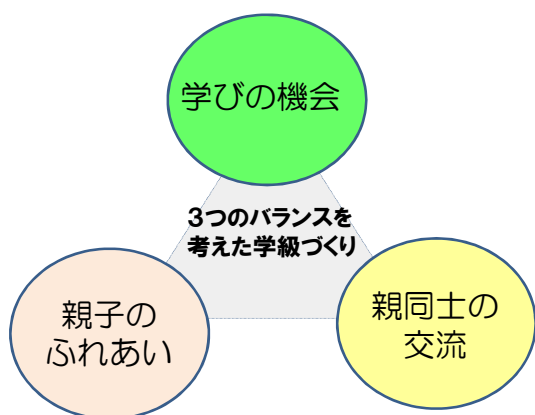 学びの機会
3つのバランスを
考えた学級づくり
親子の
ふれあい
親同士の
交流